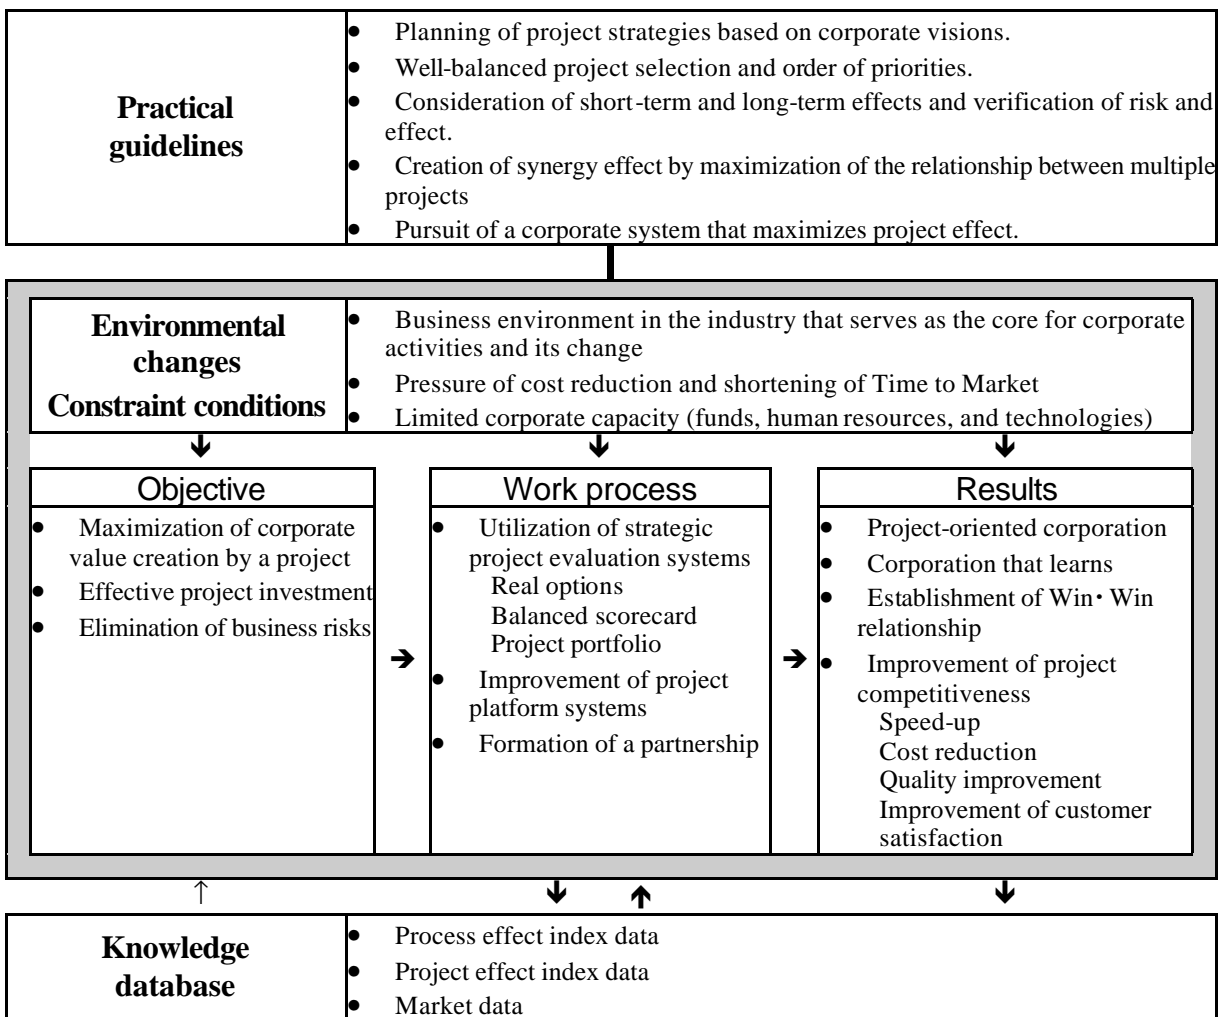 Practical
guidelines
● Planning of project strategies based on corporate visions.
● Well-balanced project selection and order of priorities.
● Consideration of short-term and long-term effects and verification of risk and
effect.
● Creation of synergy effect by maximization of the relationship between multiple
projects
● Pursuit of a corporate system that maximizes project effect.
Environmental
changes
Constraint conditions
● Business environment in the industry that serves as the core for corporate
activities and its change
● Pressure of cost reduction and shortening of Time to Market
● Limited corporate capacity (funds, human resources, and technologies)
Objective
● Maximization of corporate
value creation by a project
● Effective project investment
● Elimination of business risks
Work process
● Utilization of strategic
project evaluation systems
Real options
Balanced scorecard
Project portfolio
● Improvement of project
platform systems
● Formation of a partnership
Results
● Project-oriented corporation
● Corporation that learns
● Establishment of Win・Win
relationship
● Improvement of project
competitiveness
Speed-up
Cost reduction
Quality improvement
Improvement of customer
satisfaction
Knowledge
database
● Process effect index data
● Project effect index data
● Market data